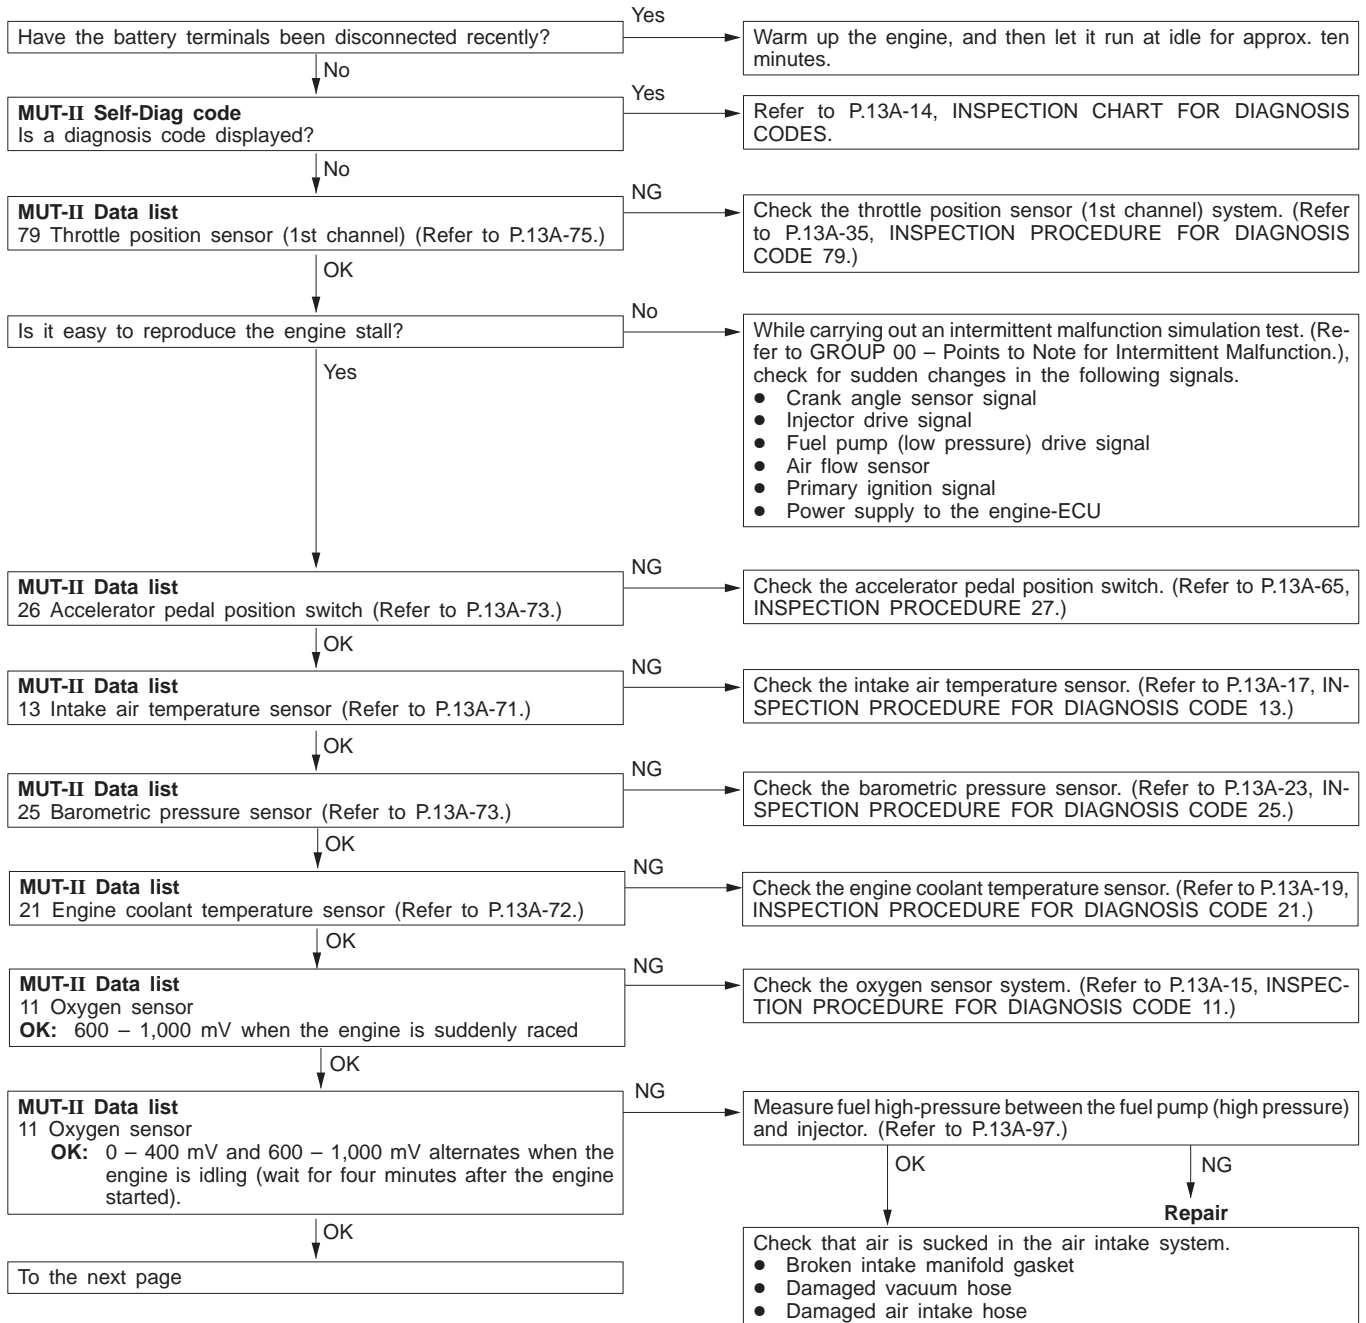 Have the battery terminals been disconnected recently?
Yes
Warm up the engine, and then let it run at idle for approx. ten
minutes.
No
MUT-II Self-Diag code
Is a diagnosis code displayed?
Yes
Refer to P.13A-14, INSPECTION CHART FOR DIAGNOSIS
CODES.
No
MUT-II Data list
79 Throttle position sensor (1st channel) (Refer to P.13A-75.)
NG
Check the throttle position sensor (1st channel) system. (Refer
to P.13A-35, INSPECTION PROCEDURE FOR DIAGNOSIS
CODE 79.)
OK
Is it easy to reproduce the engine stall?
No
While carrying out an intermittent malfunction simulation test. (Re-
fer to GROUP 00 – Points to Note for Intermittent Malfunction.),
check for sudden changes in the following signals.
● Crank angle sensor signal
● Injector drive signal
● Fuel pump (low pressure) drive signal
● Air flow sensor
● Primary ignition signal
● Power supply to the engine-ECU
Yes
MUT-II Data list
26 Accelerator pedal position switch (Refer to P.13A-73.)
NG
Check the accelerator pedal position switch. (Refer to P.13A-65,
INSPECTION PROCEDURE 27.)
OK
MUT-II Data list
13 Intake air temperature sensor (Refer to P.13A-71.)
NG
Check the intake air temperature sensor. (Refer to P.13A-17, IN-
SPECTION PROCEDURE FOR DIAGNOSIS CODE 13.)
OK
MUT-II Data list
25 Barometric pressure sensor (Refer to P.13A-73.)
NG
Check the barometric pressure sensor. (Refer to P.13A-23, IN-
SPECTION PROCEDURE FOR DIAGNOSIS CODE 25.)
OK
MUT-II Data list
21 Engine coolant temperature sensor (Refer to P.13A-72.)
NG
Check the engine coolant temperature sensor. (Refer to P.13A-19,
INSPECTION PROCEDURE FOR DIAGNOSIS CODE 21.)
OK
MUT-II Data list
11 Oxygen sensor
OK: 600 – 1,000 mV when the engine is suddenly raced
NG
Check the oxygen sensor system. (Refer to P.13A-15, INSPEC-
TION PROCEDURE FOR DIAGNOSIS CODE 11.)
OK
MUT-II Data list
11 Oxygen sensor
OK: 0 – 400 mV and 600 – 1,000 mV alternates when the
engine is idling (wait for four minutes after the engine
started).
NG
Measure fuel high-pressure between the fuel pump (high pressure)
and injector. (Refer to P.13A-97.)
OK
NG
Repair
Check that air is sucked in the air intake system.
● Broken intake manifold gasket
● Damaged vacuum hose
● Damaged air intake hose
OK
To the next page